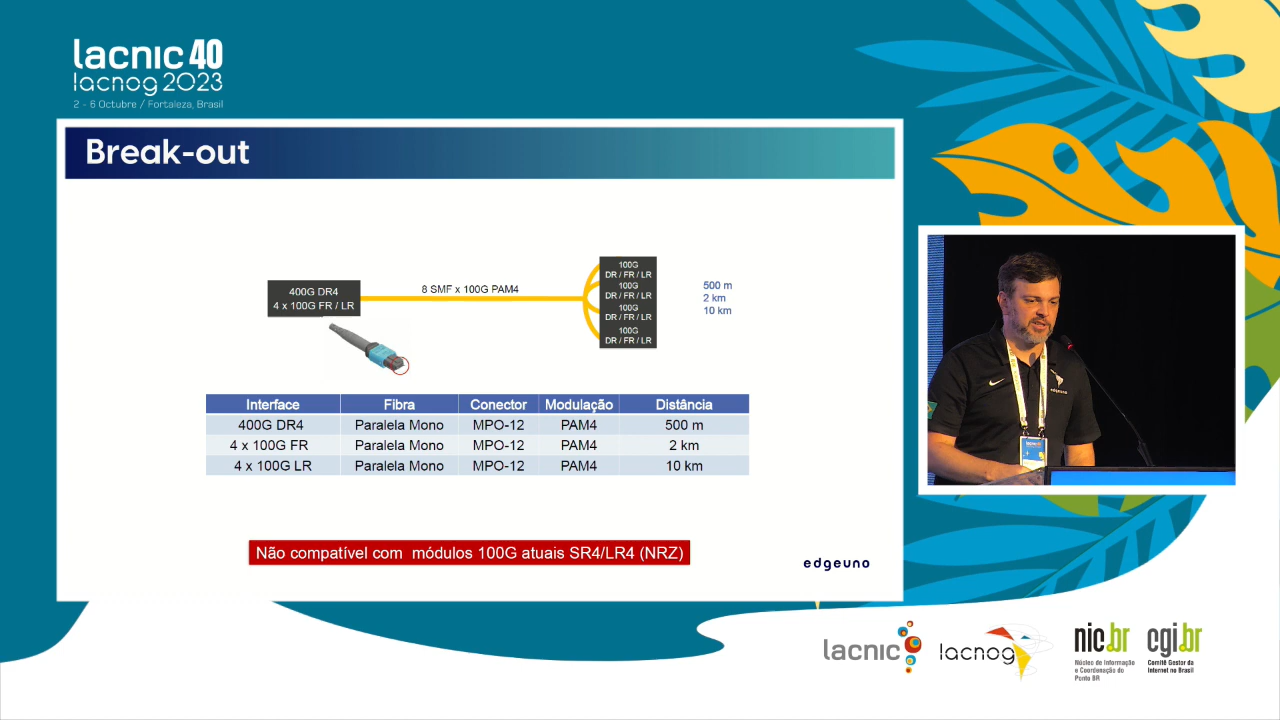 lacnic 40
lacnog 2023
2 - 6 Octubre / Fortaleza, Brasil
Break-out
400G DR4
4 x 100G FR / LR
8 SMF x 100G PAM4
100G
DR / FR / LR
100G
DR / FR / LR
100G
DR / FR / LR
100G
DR / FR / LR
500 m
2 km
10 km
Interface Fibra Conector Modulação Distância
400G DR4 Paralela Mono MPO-12 PAM4 500 m
4 x 100G FR Paralela Mono MPO-12 PAM4 2 km
4 x 100G LR Paralela Mono MPO-12 PAM4 10 km
Não compatível com módulos 100G atuais SR4/LR4 (NRZ)
edgeuno
edgeuno
lacnic
lacnog
nic.br
Núcleo de Informação
e Coordenação do
Ponto BR
cgi.br
Comitê Gestor da
Internet no Brasil